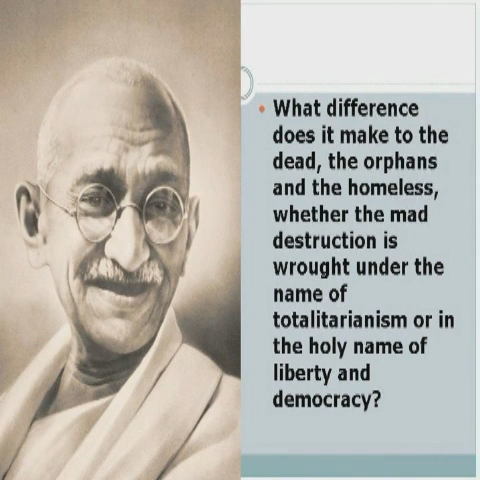 What difference
does it make to the
dead, the orphans
and the homeless,
whether the mad
destruction is
wrought under the
name of
totalitarianism or in
the holy name of
liberty and
democracy?